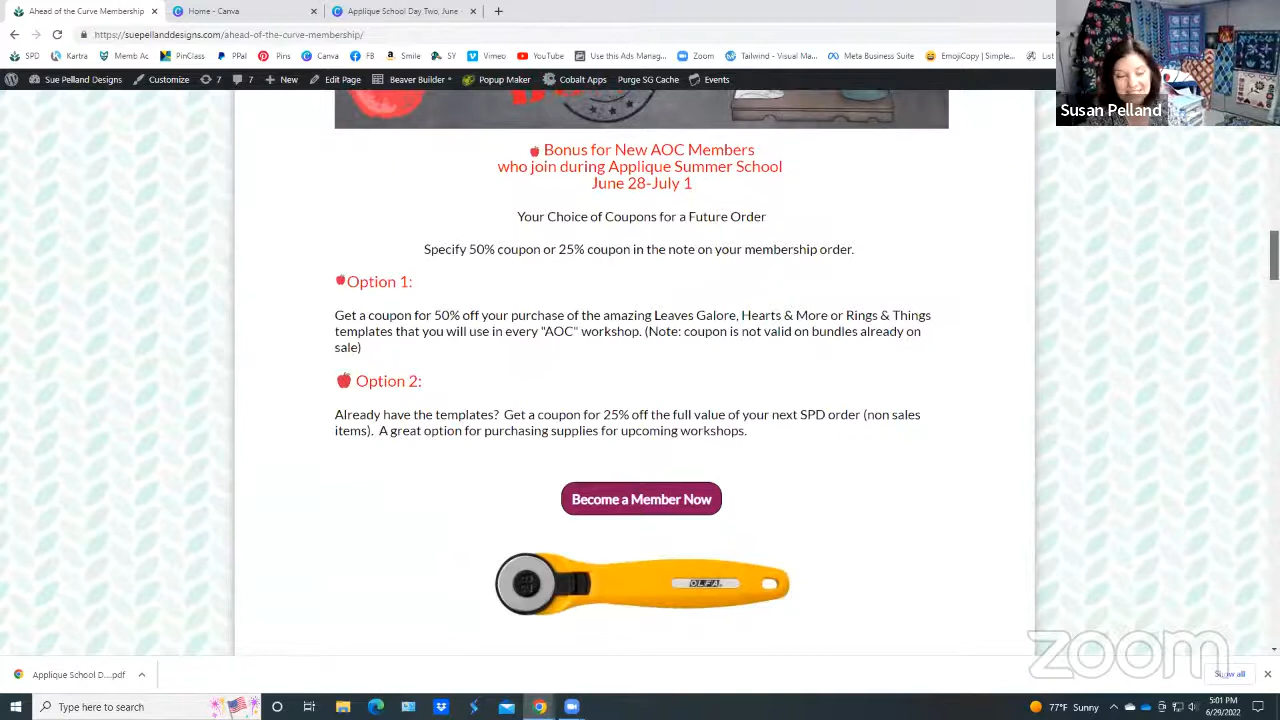 Ahead of the Curve Membership
Home - Canva
Applique School Day Two, June
https://suepellanddesigns.com/ahead-of-the-curve-membership/
SPD Kartra Memb Ac PinClass PayPal Pins Canva FB Smile SY Vimeo YouTube Use this Ads Manag... Zoom Tailwind - Visual Ma... Meta Business Suite EmojiCopy | Simple... List
Sue Pelland Designs Customize 7 7 New Edit Page Beaver Builder Popup Maker Cobalt Apps Purge SG Cache Events
Susan Pelland
Bonus for New AOC Members
who join during Applique Summer School
June 28-July 1
Your Choice of Coupons for a Future Order
Specify 50% coupon or 25% coupon in the note on your membership order.
Option 1:
Get a coupon for 50% off your purchase of the amazing Leaves Galore, Hearts & More or Rings & Things
templates that you will use in every "AOC" workshop. (Note: coupon is not valid on bundles already on
sale)
Option 2:
Already have the templates? Get a coupon for 25% off the full value of your next SPD order (non sales
items). A great option for purchasing supplies for upcoming workshops.
Become a Member Now
OLFA
zoom
Applique School D....pdf
Show all
Type here to search
77°F Sunny
5:01 PM
6/29/2022